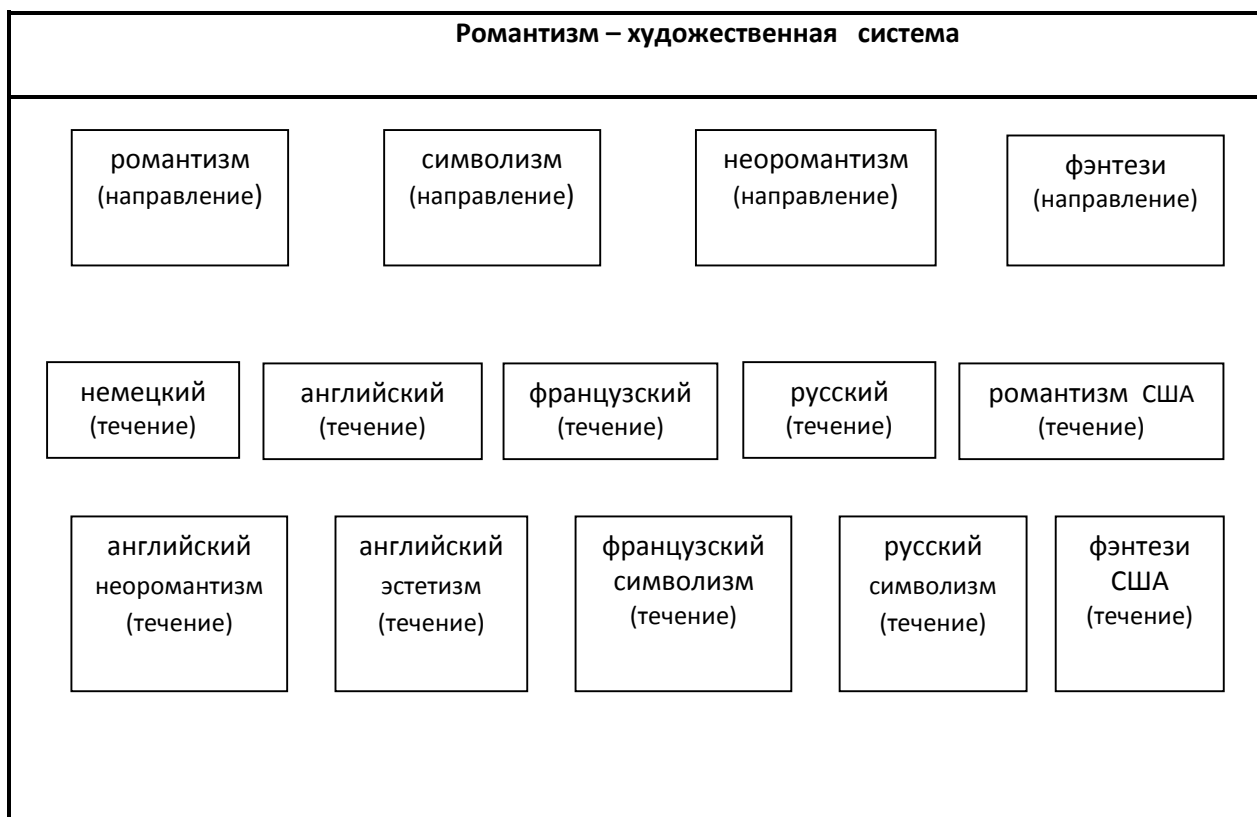 Романтизм – художественная система
романтизм
(направление)
символизм
(направление)
неоромантизм
(направление)
фэнтези
(направление)
немецкий
(течение)
английский
(течение)
французский
(течение)
русский
(течение)
романтизм США
(течение)
английский
неоромантизм
(течение)
английский
эстетизм
(течение)
французский
символизм
(течение)
русский
символизм
(течение)
фэнтези
США
(течение)